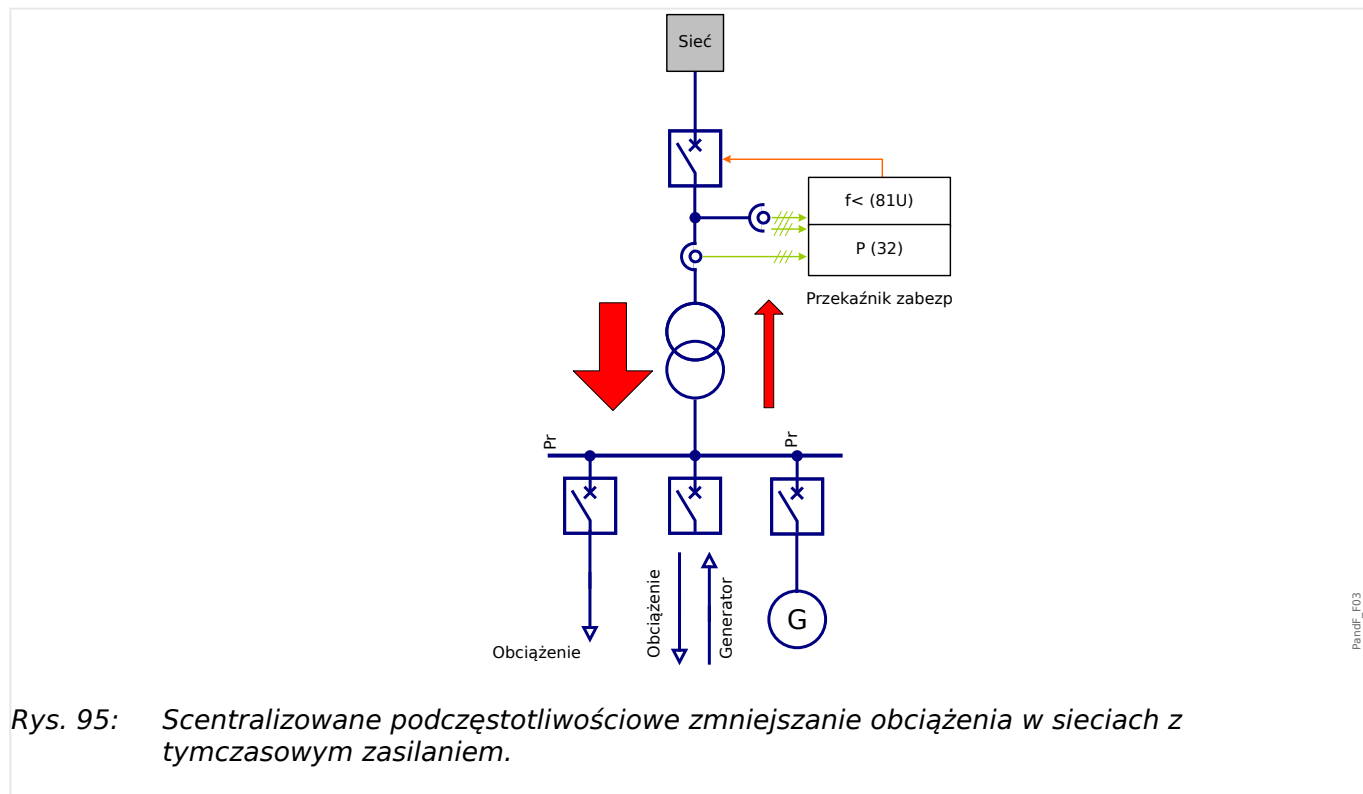 Sieć
f< (81U)
P (32)
Przekaźnik zabezp
Pr
Pr
Obciążenie
Obciążenie
Generator
G
PandF_F03
Rys. 95: Scentralizowane podczęstotliwościowe zmniejszanie obciążenia w sieciach z
tymczasowym zasilaniem.